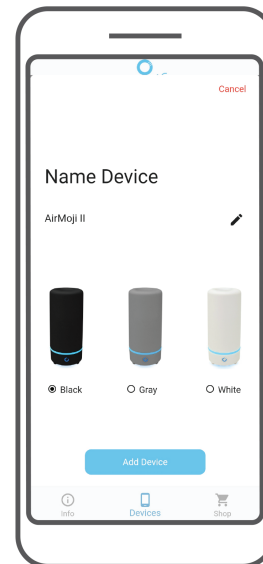 Cancel
Name Device
AirMoji II
Black Gray White
Add Device
Info Devices Shop